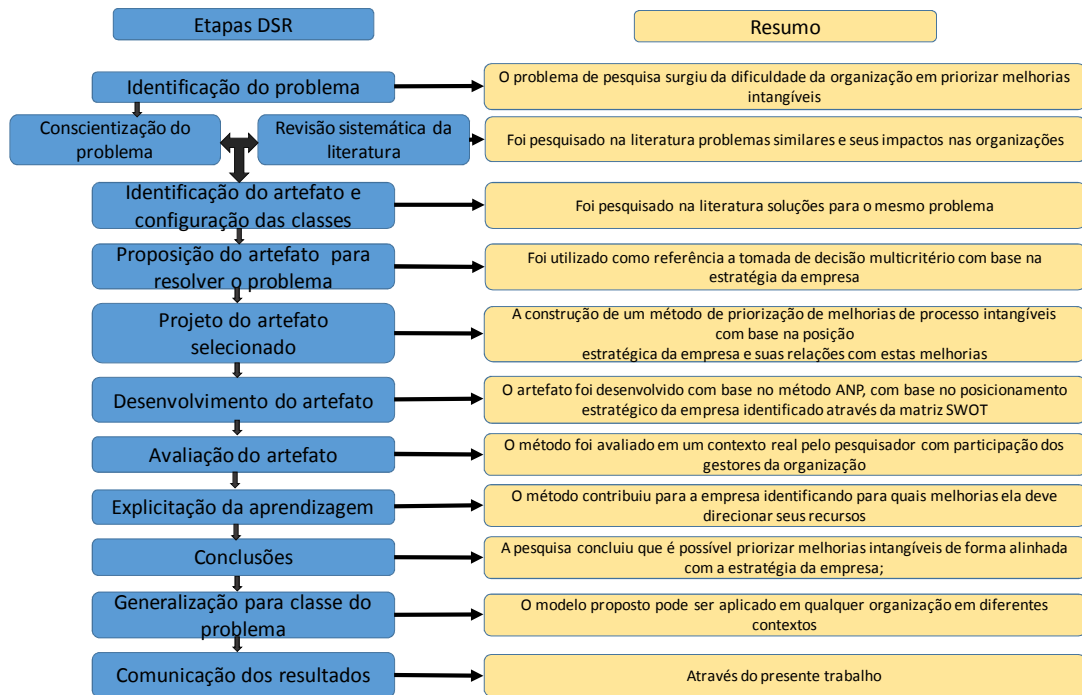 Etapas DSR
Resumo
Identificação do problema
O problema de pesquisa surgiu da dificuldade da organização em priorizar melhorias
intangíveis
Conscientização do
problema
Revisão sistemática da
literatura
Foi pesquisado na literatura problemas similares e seus impactos nas organizações
Identificação do artefato e
configuração das classes
Foi pesquisado na literatura soluções para o mesmo problema
Proposição do artefato para
resolver o problema
Foi utilizado como referência a tomada de decisão multicritério com base na
estratégia da empresa
Projeto do artefato
selecionado
A construção de um método de priorização de melhorias de processo intangíveis
com base na posição
estratégica da empresa e suas relações com estas melhorias
Desenvolvimento do artefato
O artefato foi desenvolvido com base no método ANP, com base no posicionamento
estratégico da empresa identificado através da matriz SWOT
Avaliação do artefato
O método foi avaliado em um contexto real pelo pesquisador com participação dos
gestores da organização
Explicitação da aprendizagem
O método contribuiu para a empresa identificando para quais melhorias ela deve
direcionar seus recursos
Conclusões
A pesquisa concluiu que é possível priorizar melhorias intangíveis de forma alinhada
com a estratégia da empresa;
Generalização para classe do
problema
O modelo proposto pode ser aplicado em qualquer organização em diferentes
contextos
Comunicação dos resultados
Através do presente trabalho